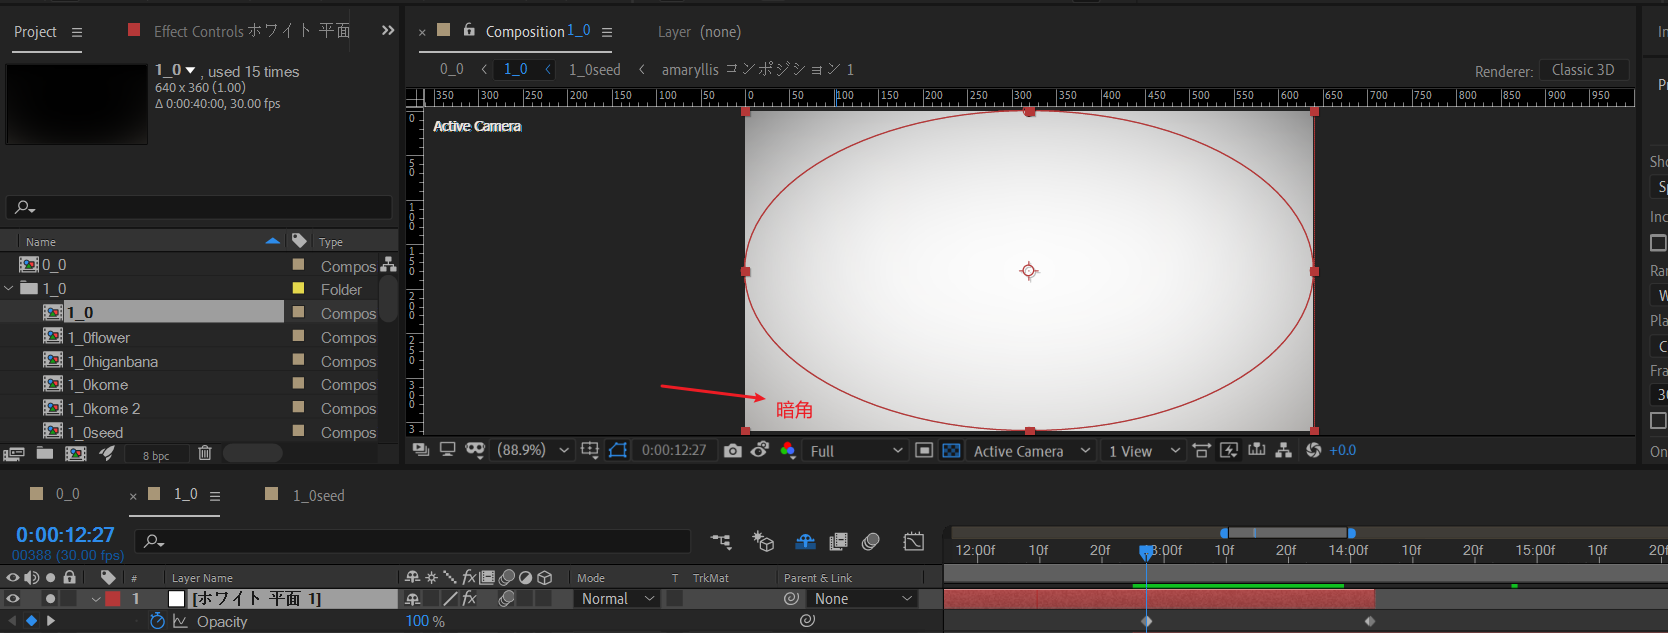 Project
Effect Controls ホワイト 平面
Composition 1_0
Layer (none)
1_0 , used 15 times
640 x 360 (1.00)
Δ 0:00:40:00, 30.00 fps
0_0 1_0 1_0seed amaryllis コンポジション 1
Renderer: Classic 3D
350 300 250 200 150 100 50 0 50 100 150 200 250 300 350 400 450 500 550 600 650 700 750 800 850 900 950
0 50 100 150 200 250 300 3
Active Camera
暗角
Name Type
0_0 Compos
1_0 Folder
1_0 Compos
1_0flower Compos
1_0higanbana Compos
1_0kome Compos
1_0kome 2 Compos
1_0seed Compos
8 bpc
(88.9%) 0:00:12:27 Full Active Camera 1 View +0.0
Sho
Inc
Ra
Pla
Fra
30
On
0_0 1_0 1_0seed
0:00:12:27
00388 (30.00 fps)
12:00f 10f 20f 3:00f 10f 20f 14:00f 10f 20f 15:00f 10f 20
# Layer Name fx Mode T TrkMat Parent & Link
1 [ホワイト 平面 1] fx Normal None
Opacity 100 %